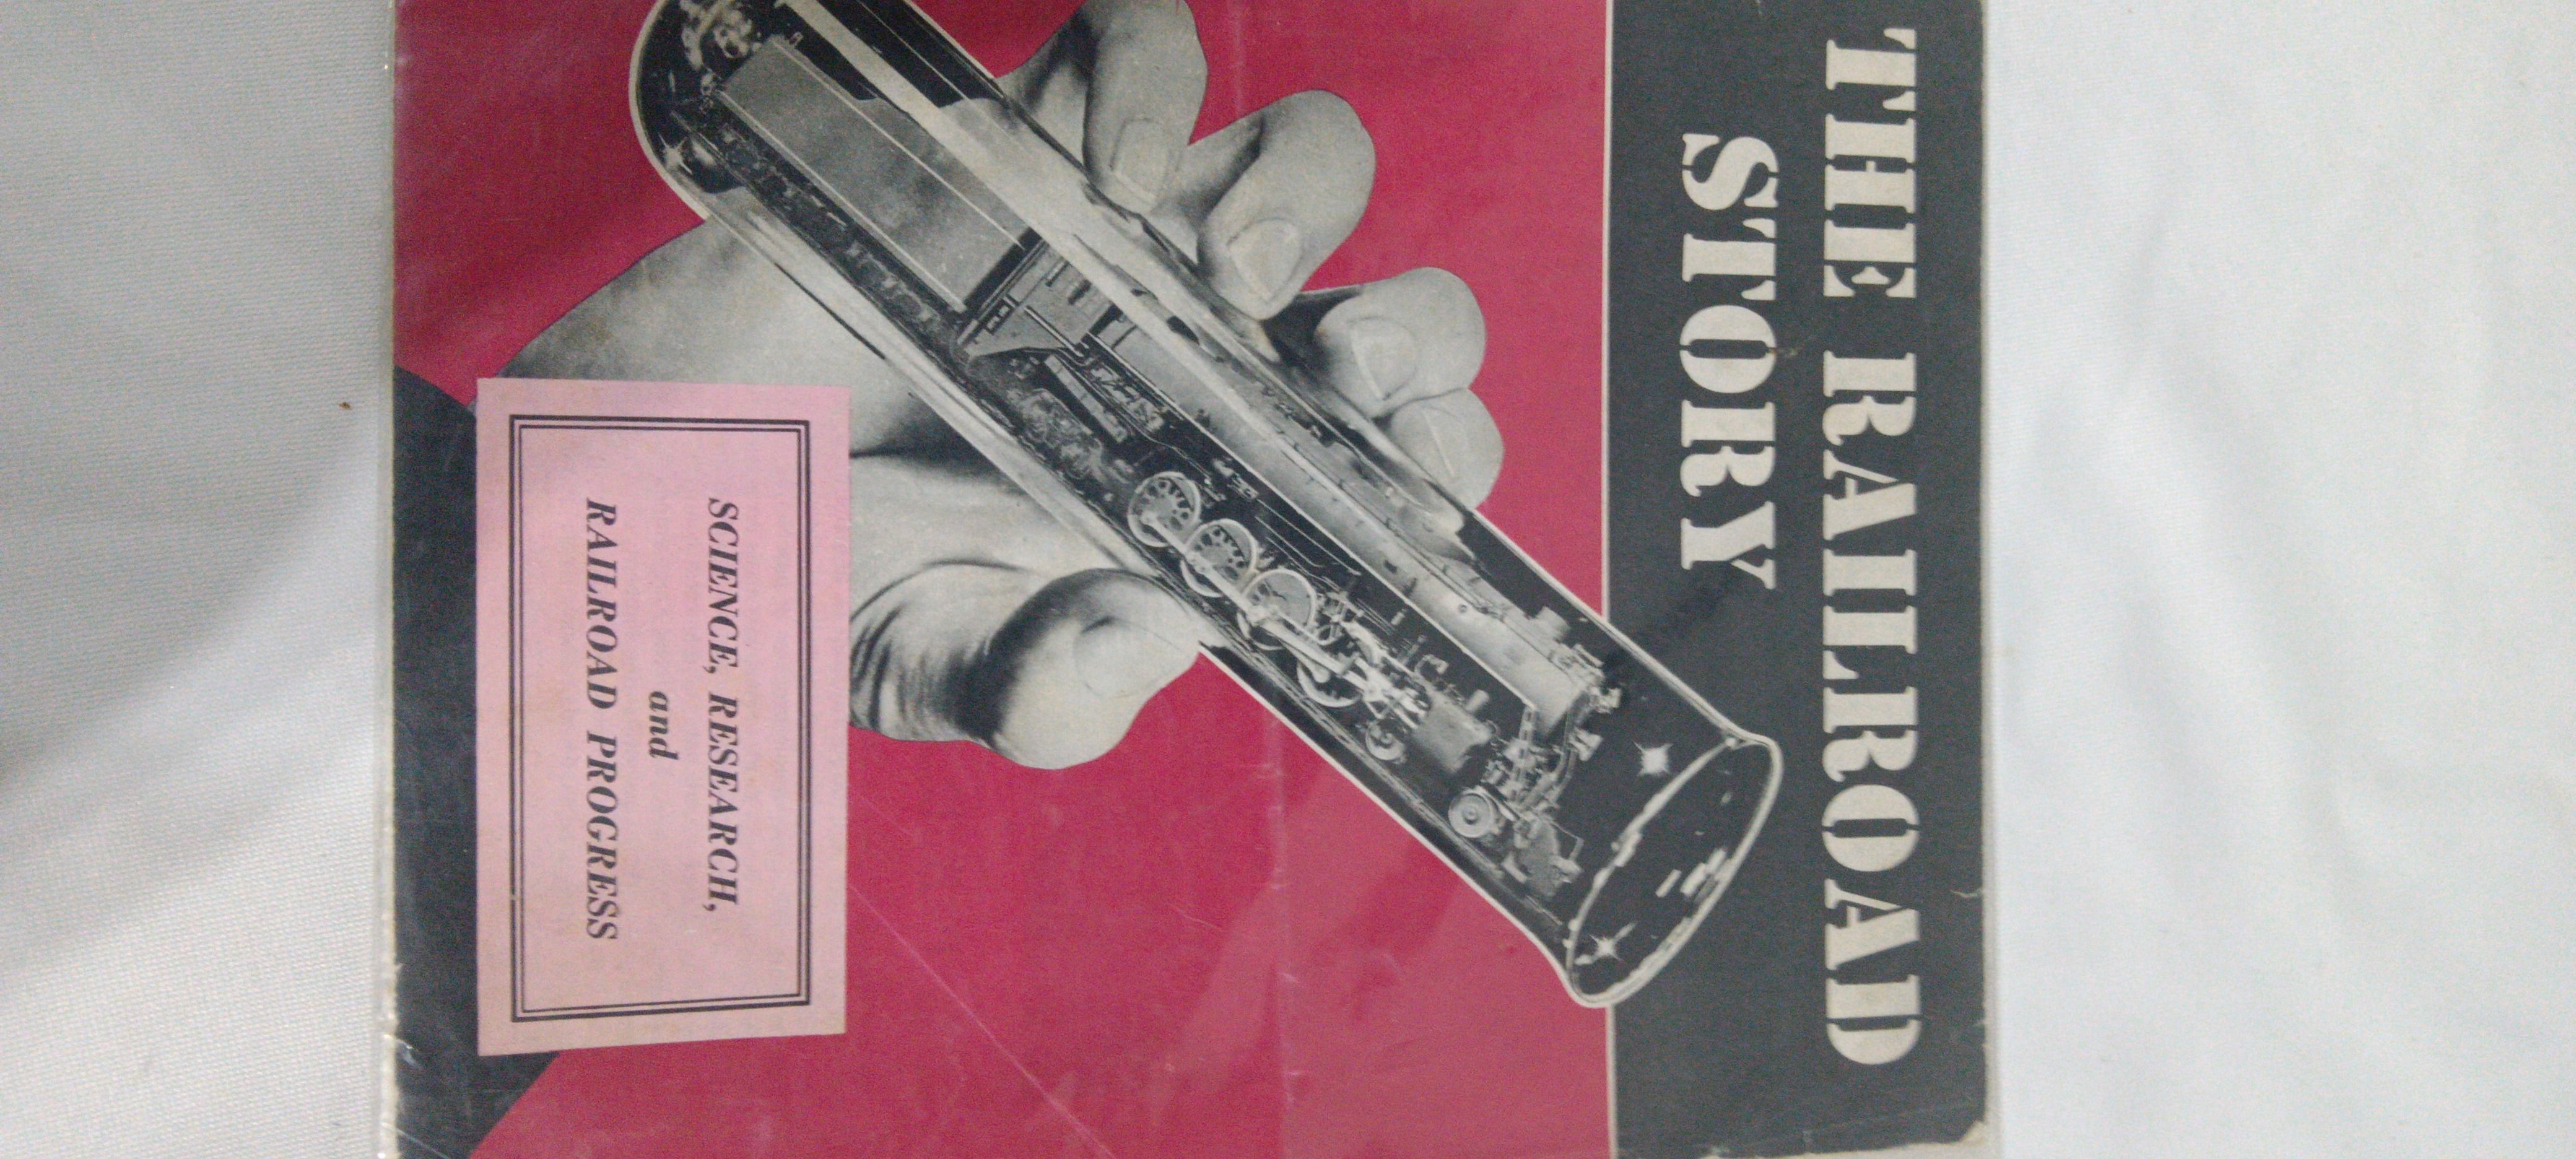 THE RAILROAD
STORY
SCIENCE, RESEARCH,
and
RAILROAD PROGRESS